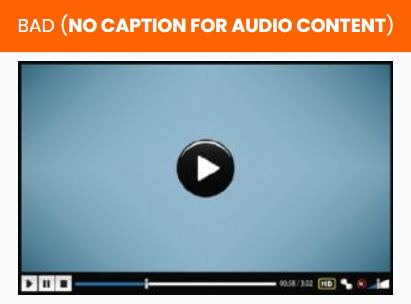 BAD (NO CAPTION FOR AUDIO CONTENT)
00:58 / 3:02 HD